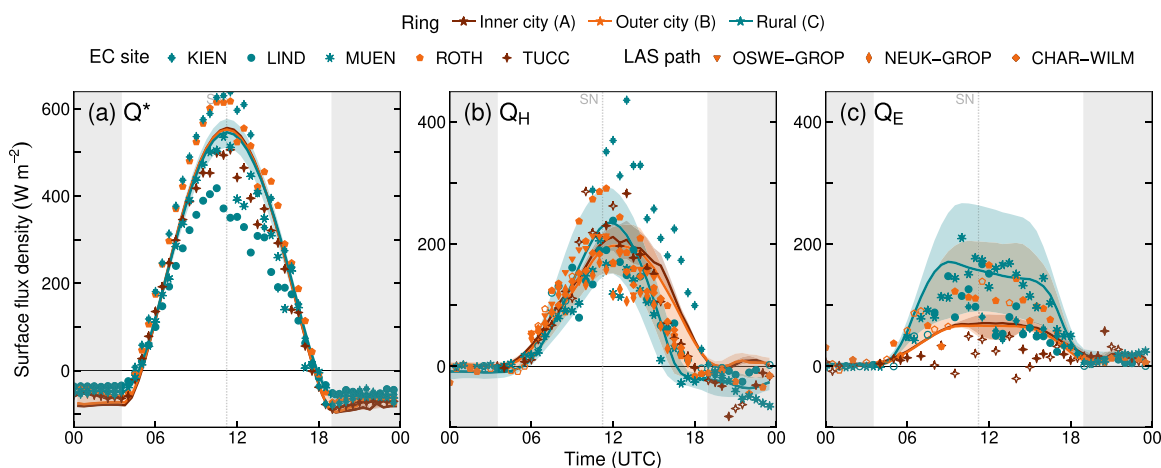 Ring Inner city (A) Outer city (B) Rural (C)
EC site KIEN LIND MUEN ROTH TUCC LAS path OSWE−GROP NEUK−GROP CHAR−WILM
Surface flux density (W m−2)
(a) Q*
600
400
200
0
00 06 12 18 00
(b) QH
SN
400
200
0
00 06 12 18 00
(c) QE
SN
400
200
0
00 06 12 18 00
Time (UTC)